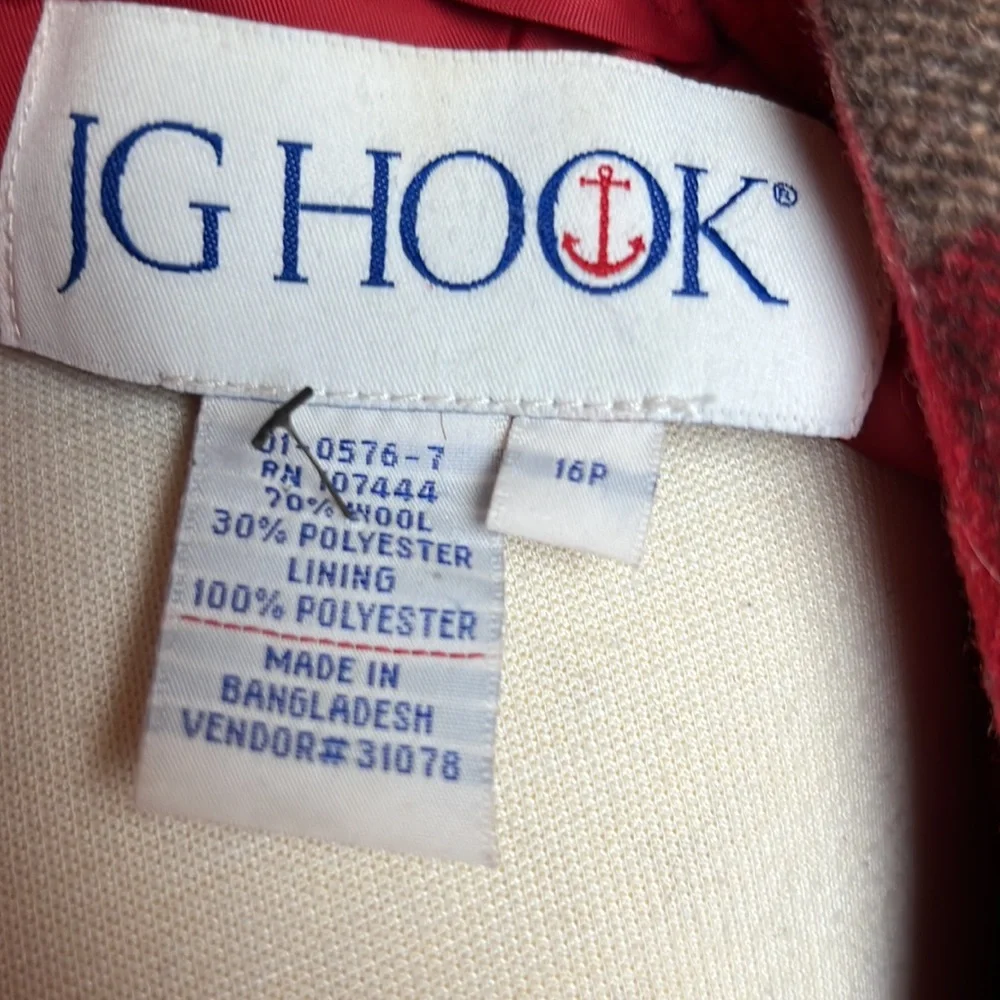 JG HOOK®
01-0576-7
RN 107444
70% WOOL
30% POLYESTER
LINING
100% POLYESTER
MADE IN
BANGLADESH
VENDOR# 31078
16P